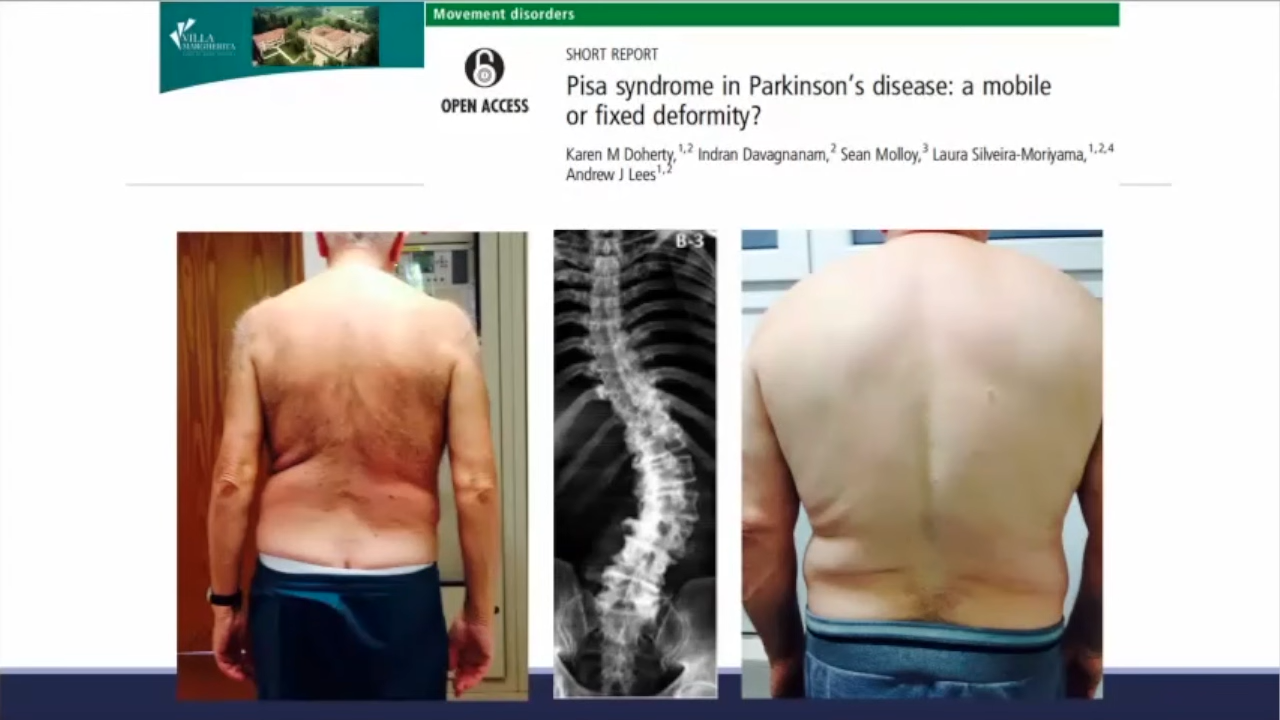 VILLA
MARGHERITA
Movement disorders
OPEN ACCESS
SHORT REPORT
Pisa syndrome in Parkinson's disease: a mobile
or fixed deformity?
Karen M Doherty,1,2 Indran Davagnanam,2 Sean Molloy,3 Laura Silveira-Moriyama,1,2,4
Andrew J Lees1,2
B-3